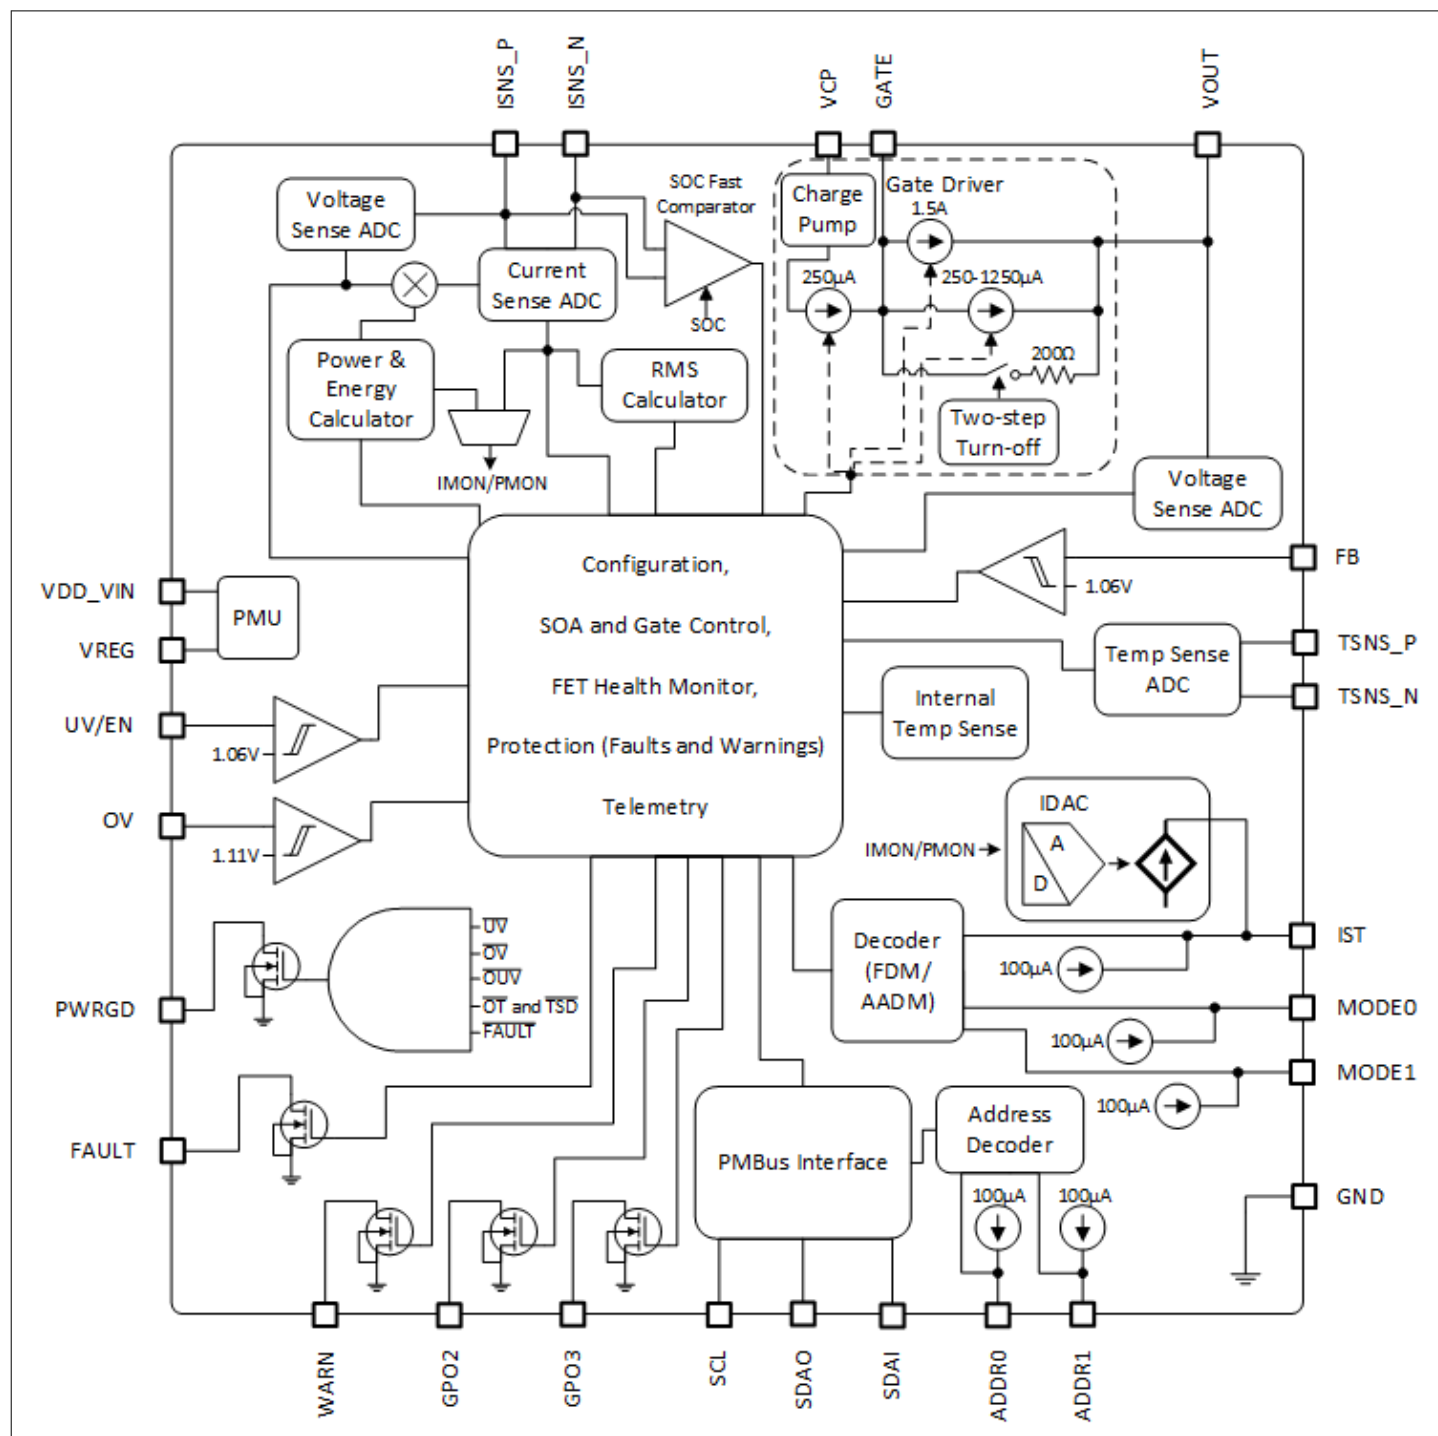 ISNS_P
ISNS_N
VCP
GATE
VOUT
Voltage
Sense ADC
SOC Fast
Comparator
Charge
Pump
Gate Driver
1.5A
Current
Sense ADC
250µA
250-1250µA
SOC
200Ω
Power &
Energy
Calculator
RMS
Calculator
Two-step
Turn-off
IMON/PMON
Voltage
Sense ADC
Configuration,
SOA and Gate Control,
FET Health Monitor,
Protection (Faults and Warnings)
Telemetry
FB
1.06V
VDD_VIN
PMU
VREG
Temp Sense
ADC
TSNS_P
TSNS_N
UV/EN
1.06V
Internal
Temp Sense
OV
1.11V
IDAC
A
D
IMON/PMON
UV
OV
OUV
OT and TSD
FAULT
PWRGD
Decoder
(FDM/
AADM)
IST
100µA
MODE0
100µA
MODE1
100µA
FAULT
PMBus Interface
Address
Decoder
100µA
100µA
GND
WARN
GPO2
GPO3
SCL
SDAO
SDAI
ADDR0
ADDR1